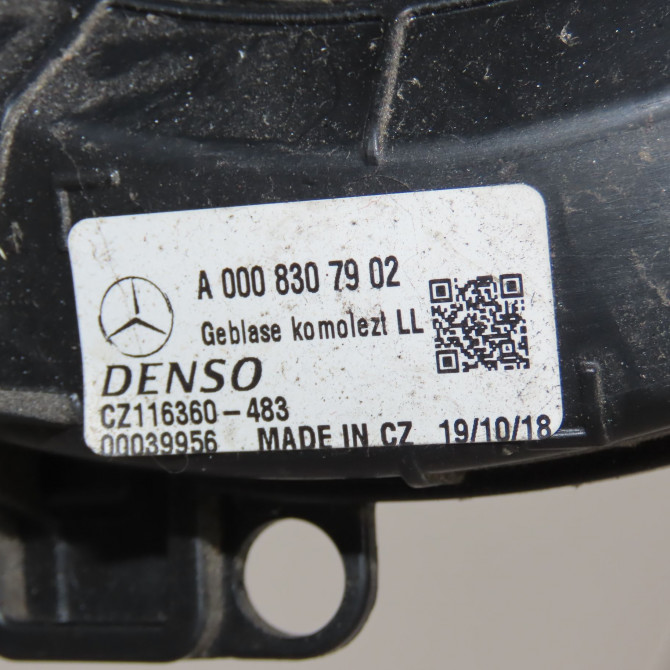 A 000 830 79 02
Geblase komolezt LL
DENSO
CZ116360-483
00039956 MADE IN CZ 19/10/18